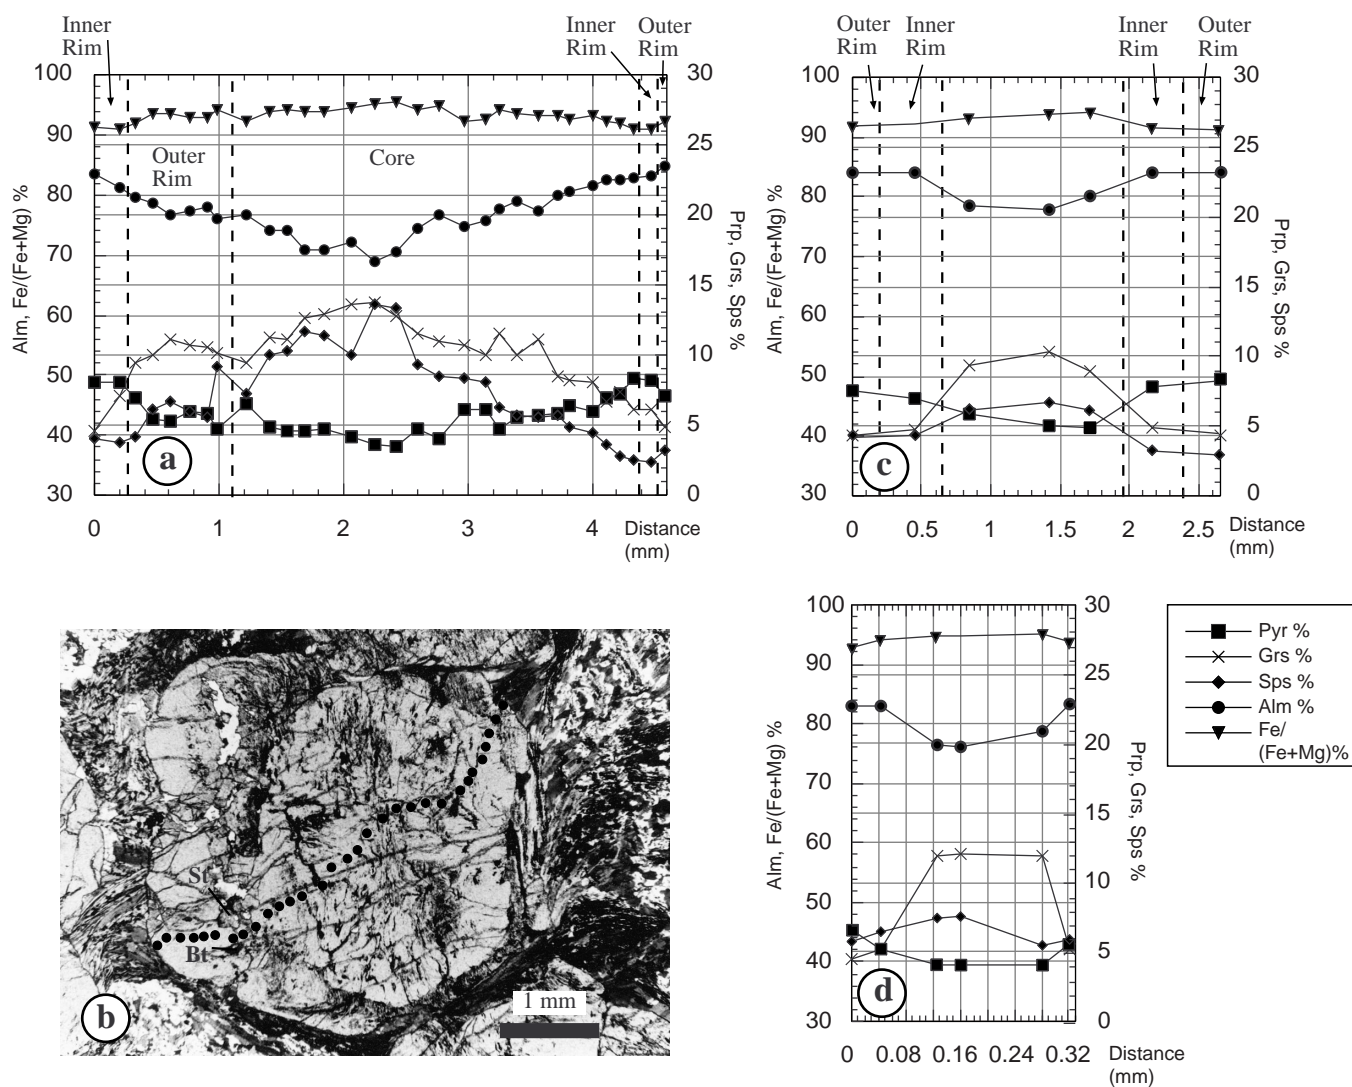 Inner
Rim
Inner
Rim
Outer
Rim
100
90
80
70
60
50
40
30
Alm, Fe/(Fe+Mg) %
30
25
20
15
10
5
0
Prp, Grs, Sps %
Outer
Rim
Core
a
0
1
2
3
4
Distance
(mm)
Outer
Rim
Inner
Rim
Inner
Rim
Outer
Rim
100
90
80
70
60
50
40
30
Alm, Fe/(Fe+Mg) %
30
25
20
15
10
5
0
Prp, Grs, Sps %
c
0
0.5
1
1.5
2
2.5
Distance
(mm)
St
Bt
b
1 mm
100
90
80
70
60
50
40
30
Alm, Fe/(Fe+Mg) %
30
25
20
15
10
5
0
Prp, Grs, Sps %
d
0
0.08
0.16
0.24
0.32
Distance
(mm)
Pyr %
Grs %
Sps %
Alm %
Fe/
(Fe+Mg)%